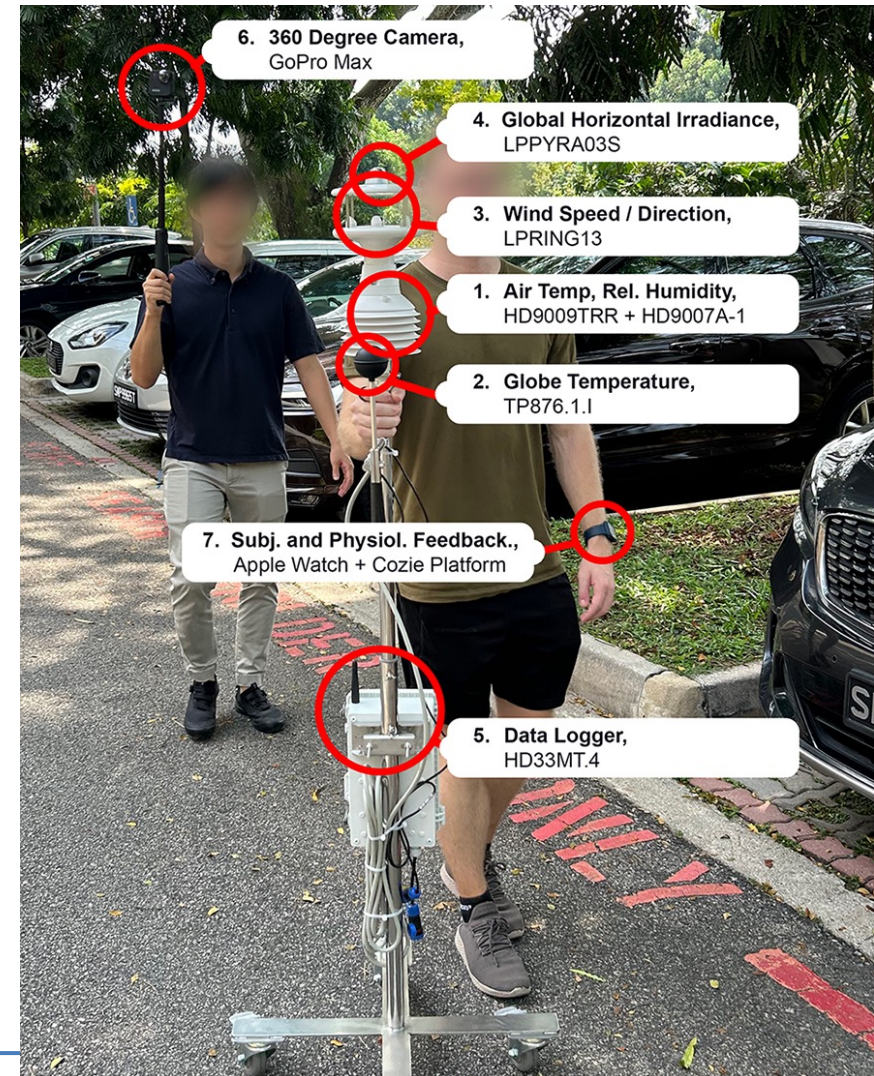 6. 360 Degree Camera,
GoPro Max
4. Global Horizontal Irradiance,
LPPYRA03S
3. Wind Speed / Direction,
LPRING13
1. Air Temp, Rel. Humidity,
HD9009TRR + HD9007A-1
2. Globe Temperature,
TP876.1.I
7. Subj. and Physiol. Feedback.,
Apple Watch + Cozie Platform
5. Data Logger,
HD33MT.4